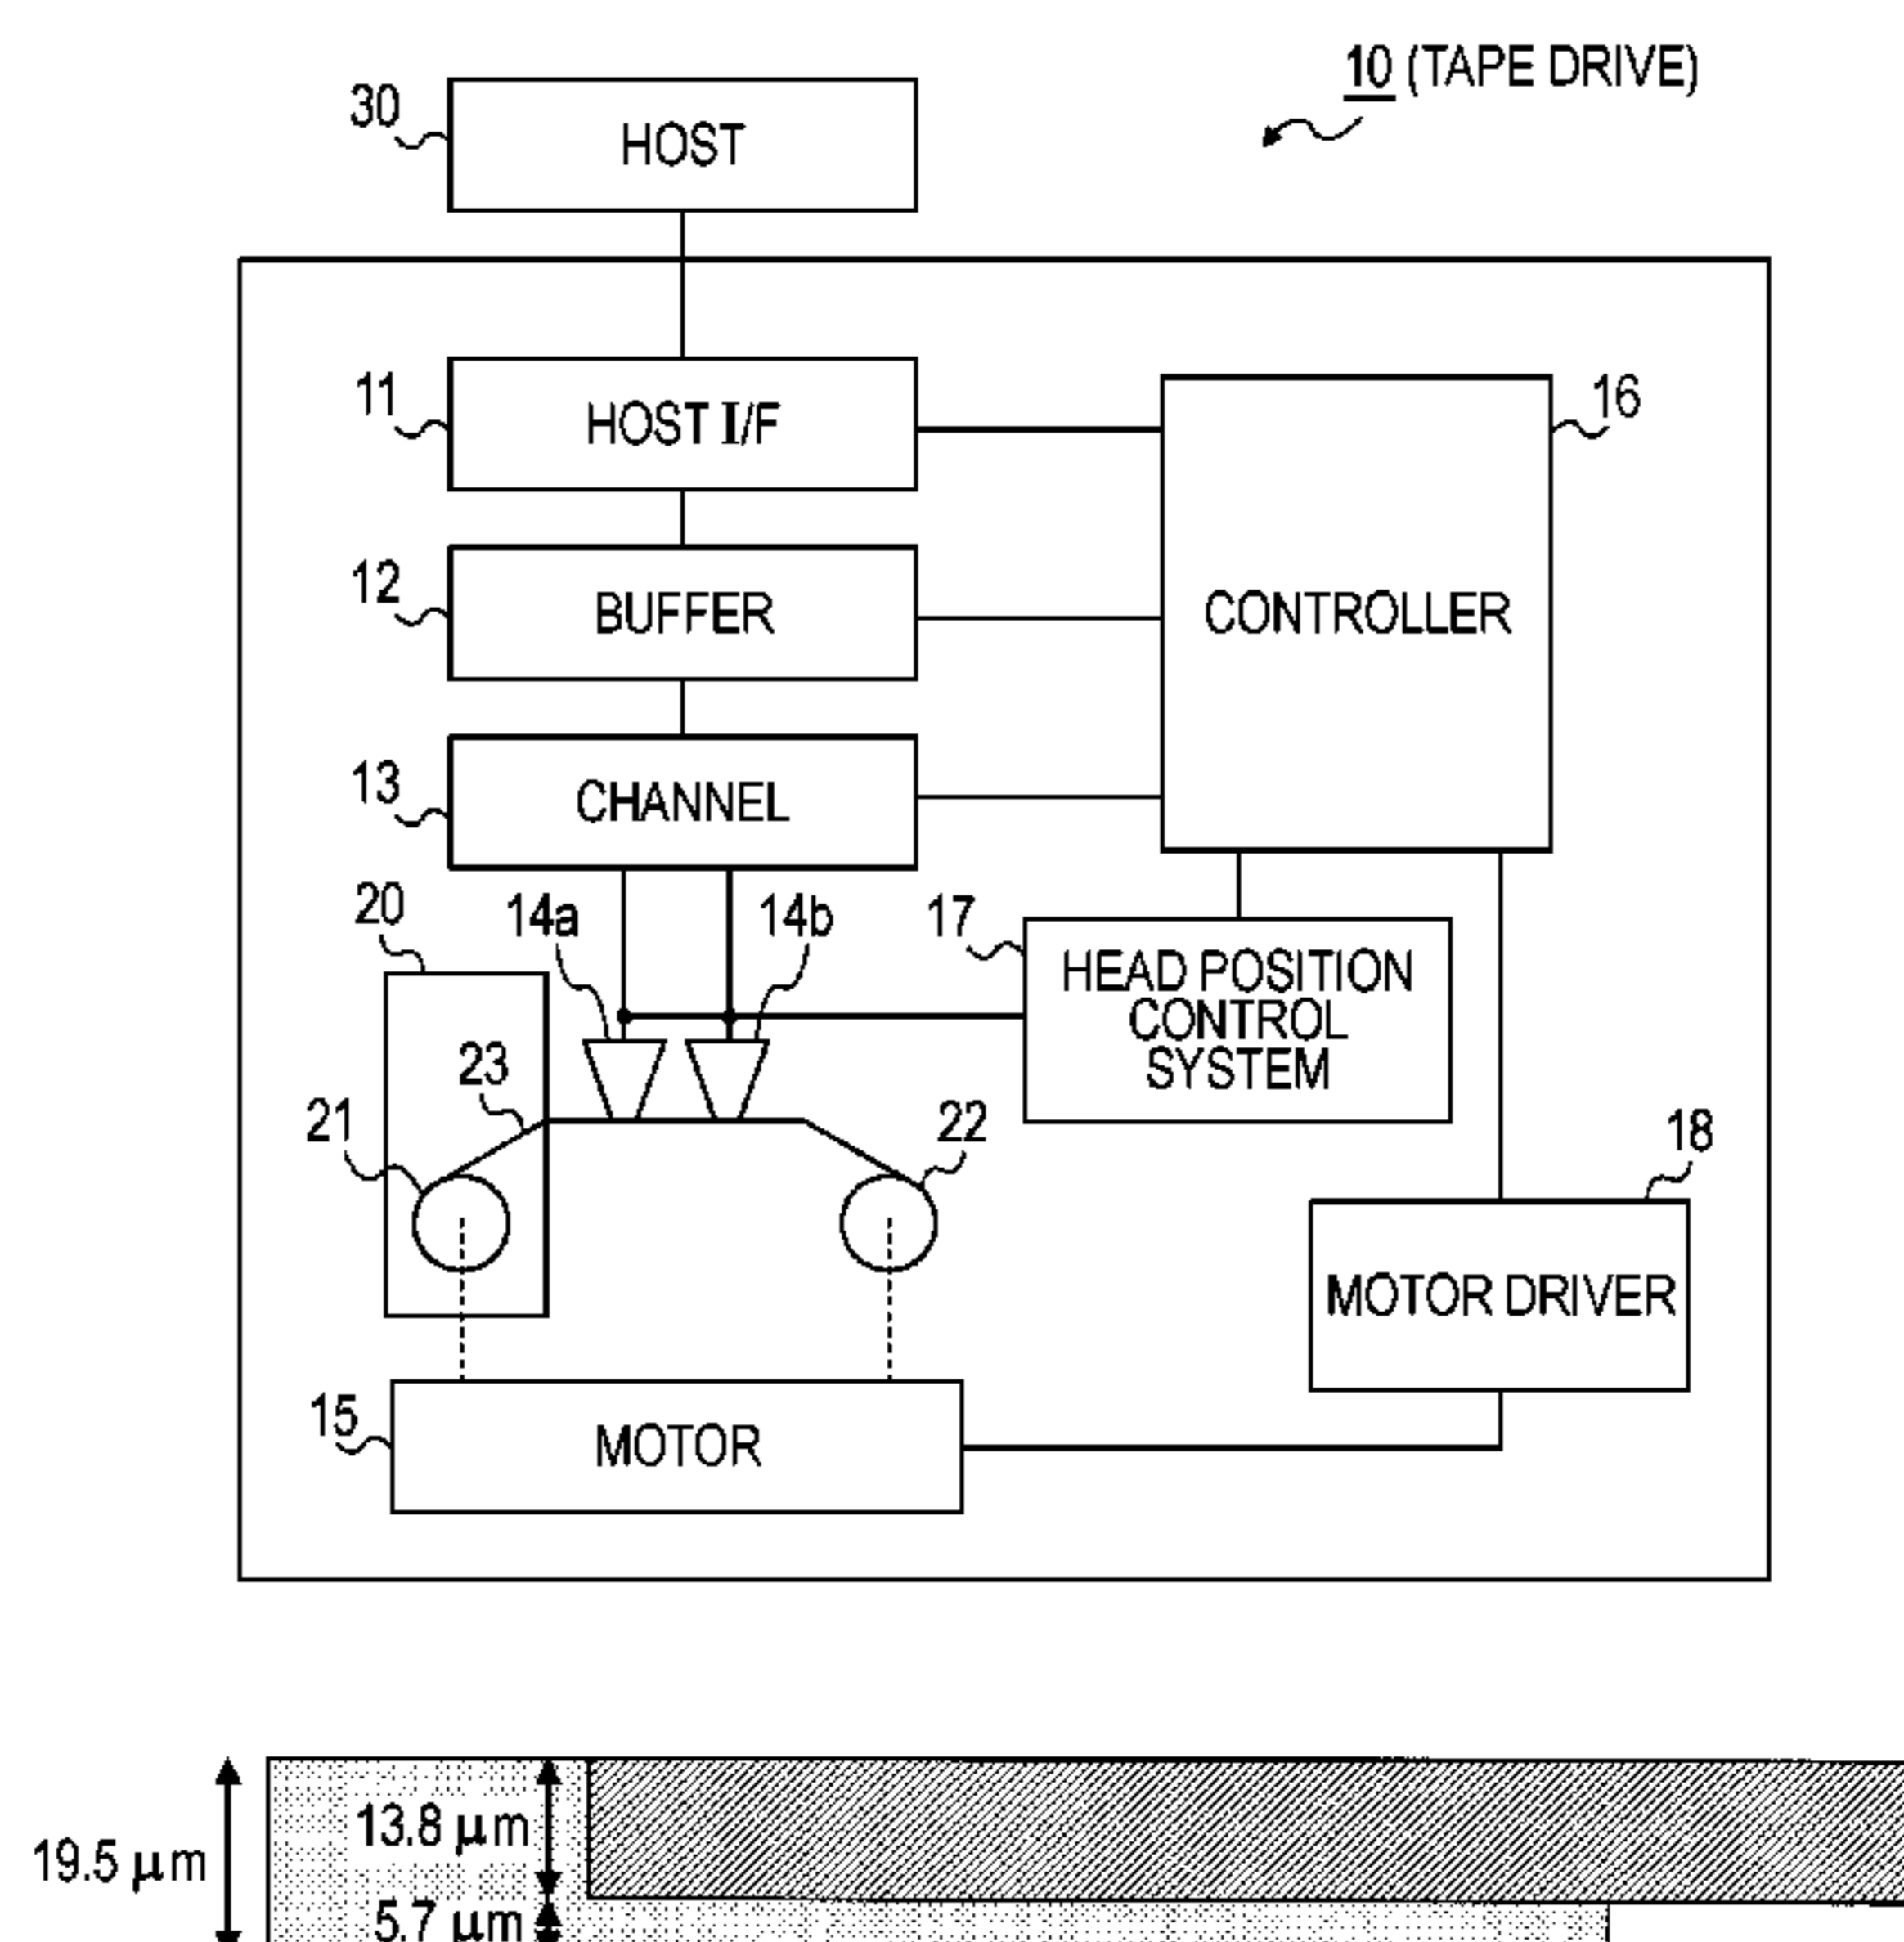 10 (TAPE DRIVE)
30
HOST
11
HOST I/F
16
12
BUFFER
CONTROLLER
13
CHANNEL
20
14a
14b
17
HEAD POSITION
CONTROL
SYSTEM
23
21
22
18
MOTOR DRIVER
15
MOTOR
13.8 μm
19.5 μm
5.7 μm